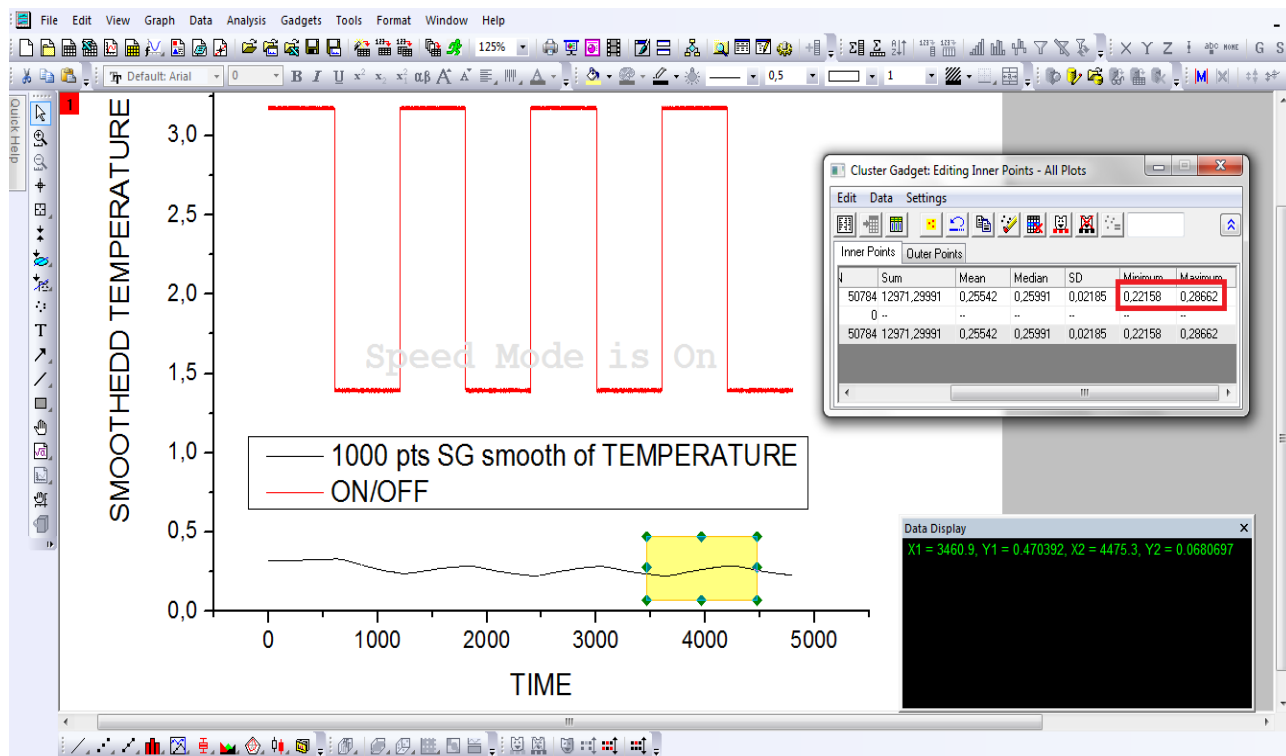 File Edit View Graph Data Analysis Gadgets Tools Format Window Help
125%
X Y Z
Default: Arial 0 B I U x² x₂ αβ A A A 0,5 1
Quick Help
1
SMOOTHEDD TEMPERATURE
3,0
2,5
2,0
1,5
1,0
0,5
0,0
Speed Mode is On
1000 pts SG smooth of TEMPERATURE
ON/OFF
0 1000 2000 3000 4000 5000
TIME
Cluster Gadget: Editing Inner Points - All Plots
Edit Data Settings
Inner Points Outer Points
N Sum Mean Median SD Minimum Maximum
50784 12971,29991 0,25542 0,25991 0,02185 0,22158 0,28662
0 -- -- -- -- -- --
50784 12971,29991 0,25542 0,25991 0,02185 0,22158 0,28662
Data Display X
X1 = 3460.9, Y1 = 0.470392, X2 = 4475.3, Y2 = 0.0680697
T